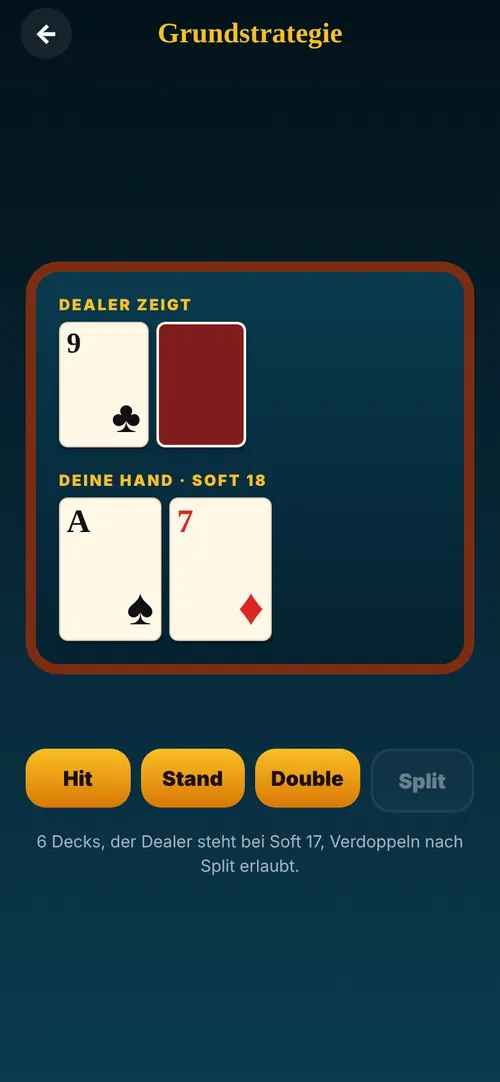 Grundstrategie
DEALER ZEIGT
9
DEINE HAND · SOFT 18
A
7
Hit
Stand
Double
Split
6 Decks, der Dealer steht bei Soft 17, Verdoppeln nach
Split erlaubt.